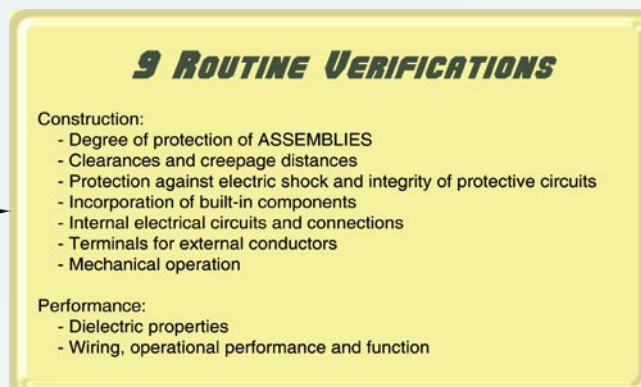 9 ROUTINE VERIFICATIONS
Construction:
- Degree of protection of ASSEMBLIES
- Clearances and creepage distances
- Protection against electric shock and integrity of protective circuits
- Incorporation of built-in components
- Internal electrical circuits and connections
- Terminals for external conductors
- Mechanical operation
Performance:
- Dielectric properties
- Wiring, operational performance and function